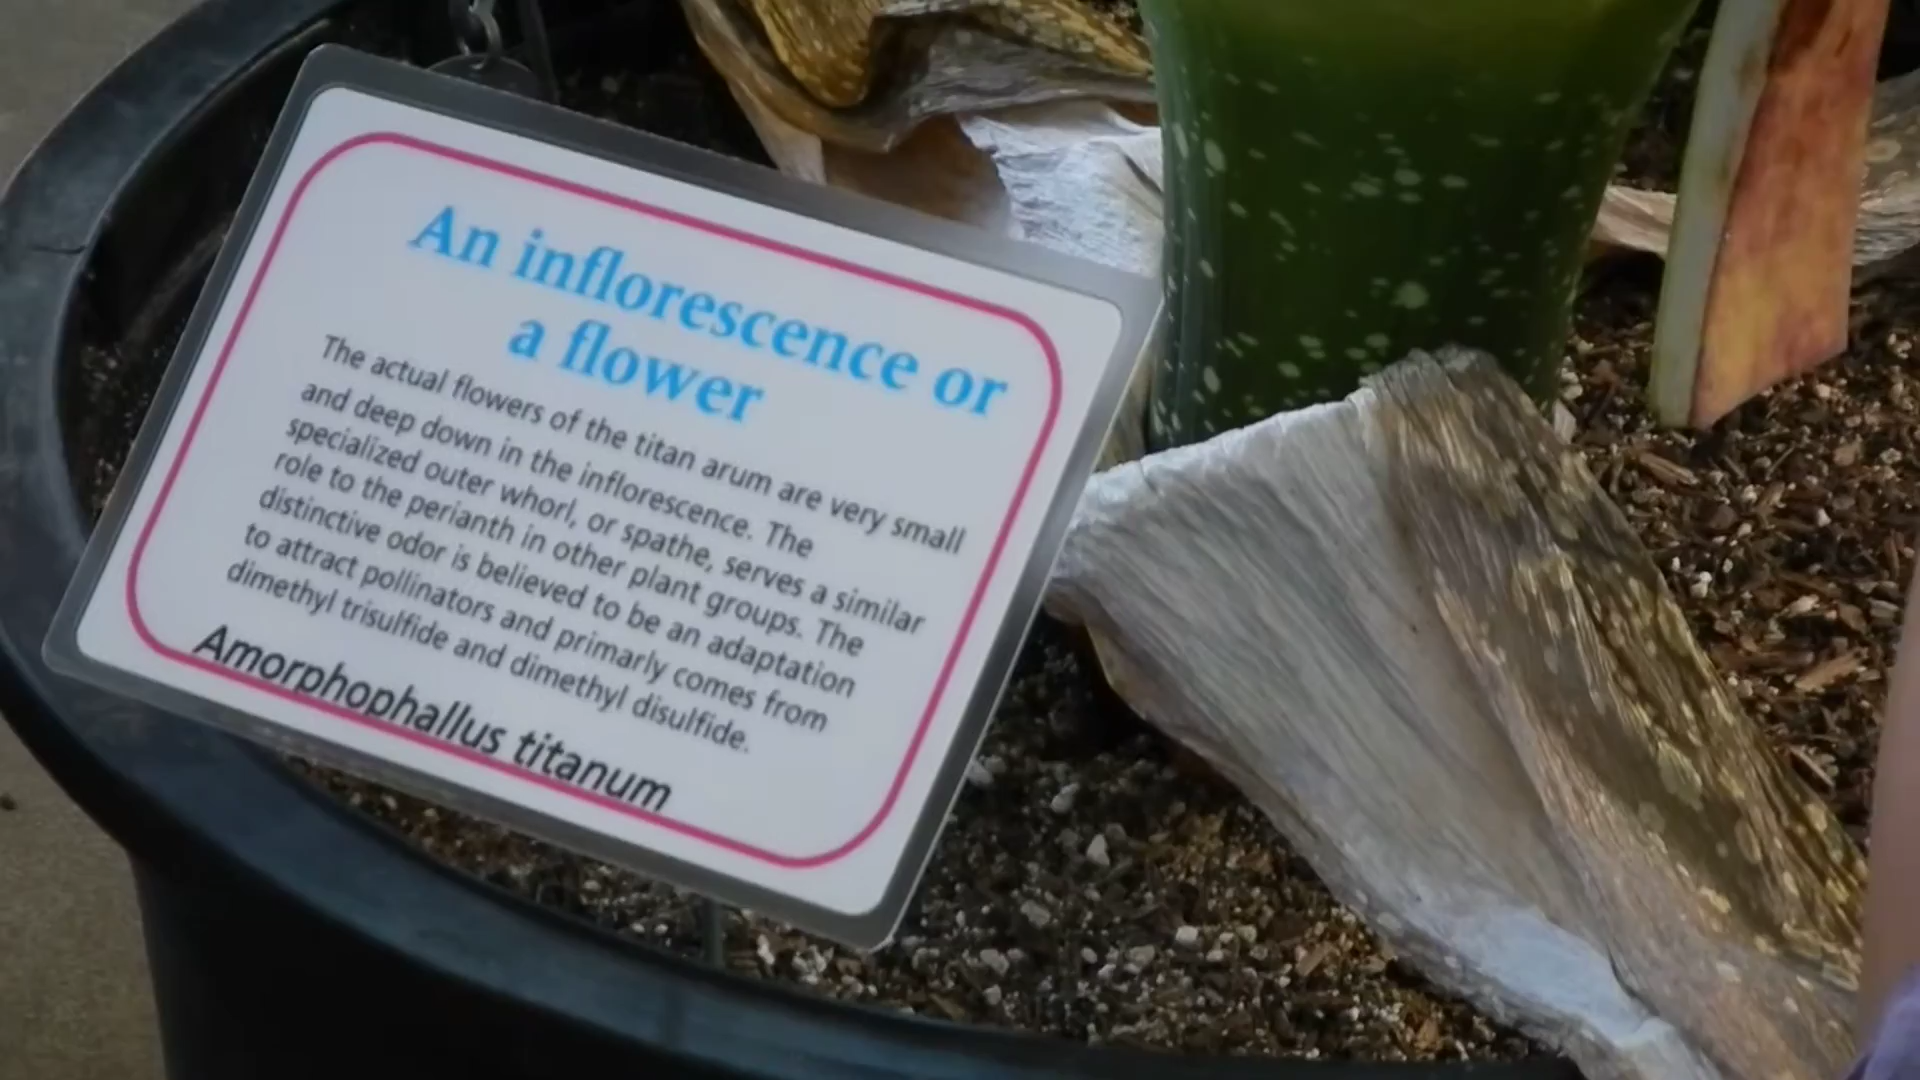 An inflorescence or
a flower
The actual flowers of the titan arum are very small
and deep down in the inflorescence. The
specialized outer whorl, or spathe, serves a similar
role to the perianth in other plant groups. The
distinctive odor is believed to be an adaptation
to attract pollinators and primarly comes from
dimethyl trisulfide and dimethyl disulfide.
Amorphophallus titanum